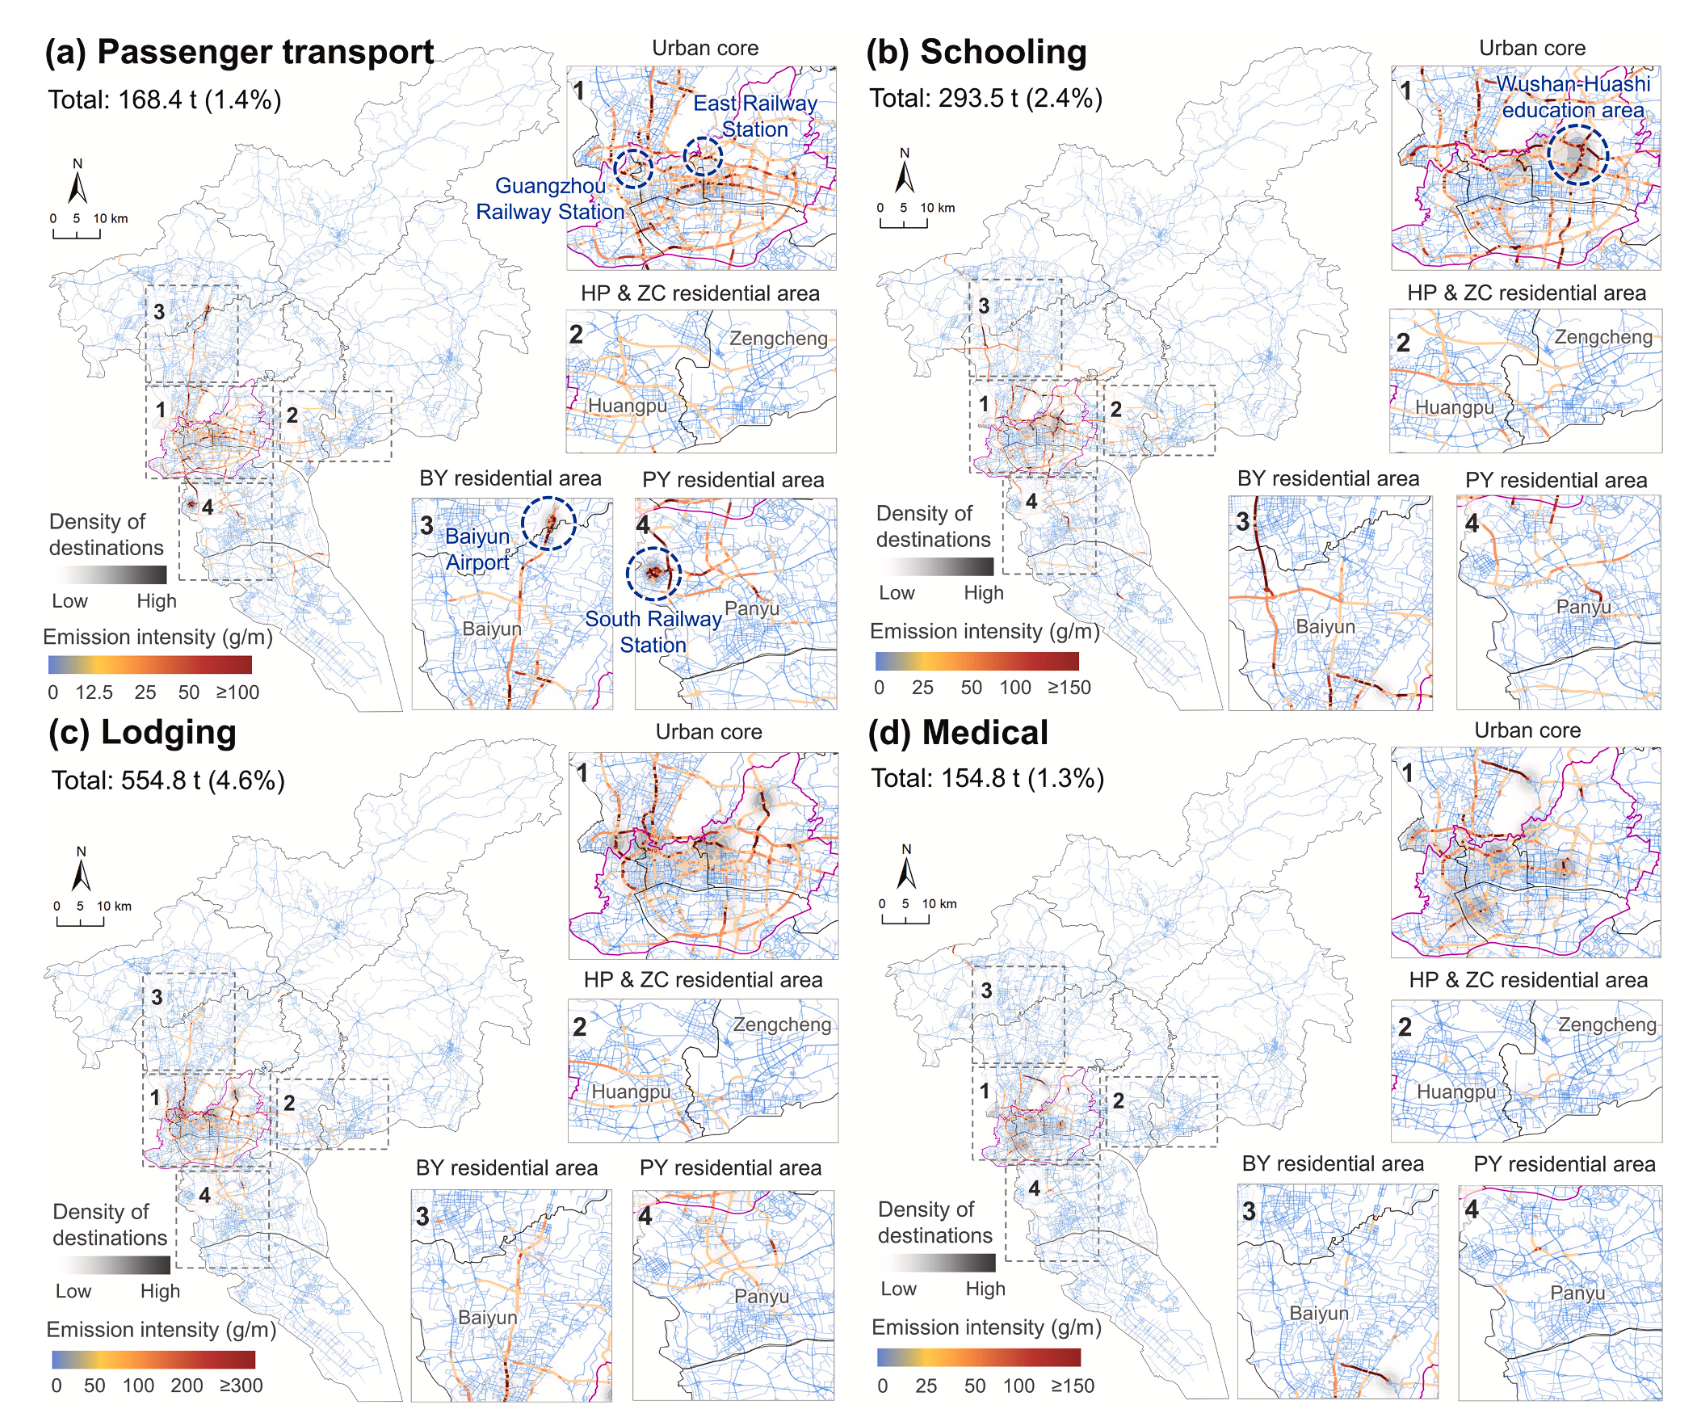 (a) Passenger transport
Total: 168.4 t (1.4%)
N
0 5 10 km
3
1
2
4
Density of
destinations
Low High
Emission intensity (g/m)
0 12.5 25 50 ≥100
Urban core
1
East Railway
Station
Guangzhou
Railway Station
HP & ZC residential area
2
Zengcheng
Huangpu
BY residential area
3
Baiyun
Airport
Baiyun
PY residential area
4
South Railway
Station
Panyu
(b) Schooling
Total: 293.5 t (2.4%)
N
0 5 10 km
3
1
2
4
Density of
destinations
Low High
Emission intensity (g/m)
0 25 50 100 ≥150
Urban core
1
Wushan-Huashi
education area
HP & ZC residential area
2
Zengcheng
Huangpu
BY residential area
3
Baiyun
PY residential area
4
Panyu
(c) Lodging
Total: 554.8 t (4.6%)
N
0 5 10 km
3
1
2
4
Density of
destinations
Low High
Emission intensity (g/m)
0 50 100 200 ≥300
Urban core
1
HP & ZC residential area
2
Zengcheng
Huangpu
BY residential area
3
Baiyun
PY residential area
4
Panyu
(d) Medical
Total: 154.8 t (1.3%)
N
0 5 10 km
3
1
2
4
Density of
destinations
Low High
Emission intensity (g/m)
0 25 50 100 ≥150
Urban core
1
HP & ZC residential area
2
Zengcheng
Huangpu
BY residential area
3
Baiyun
PY residential area
4
Panyu